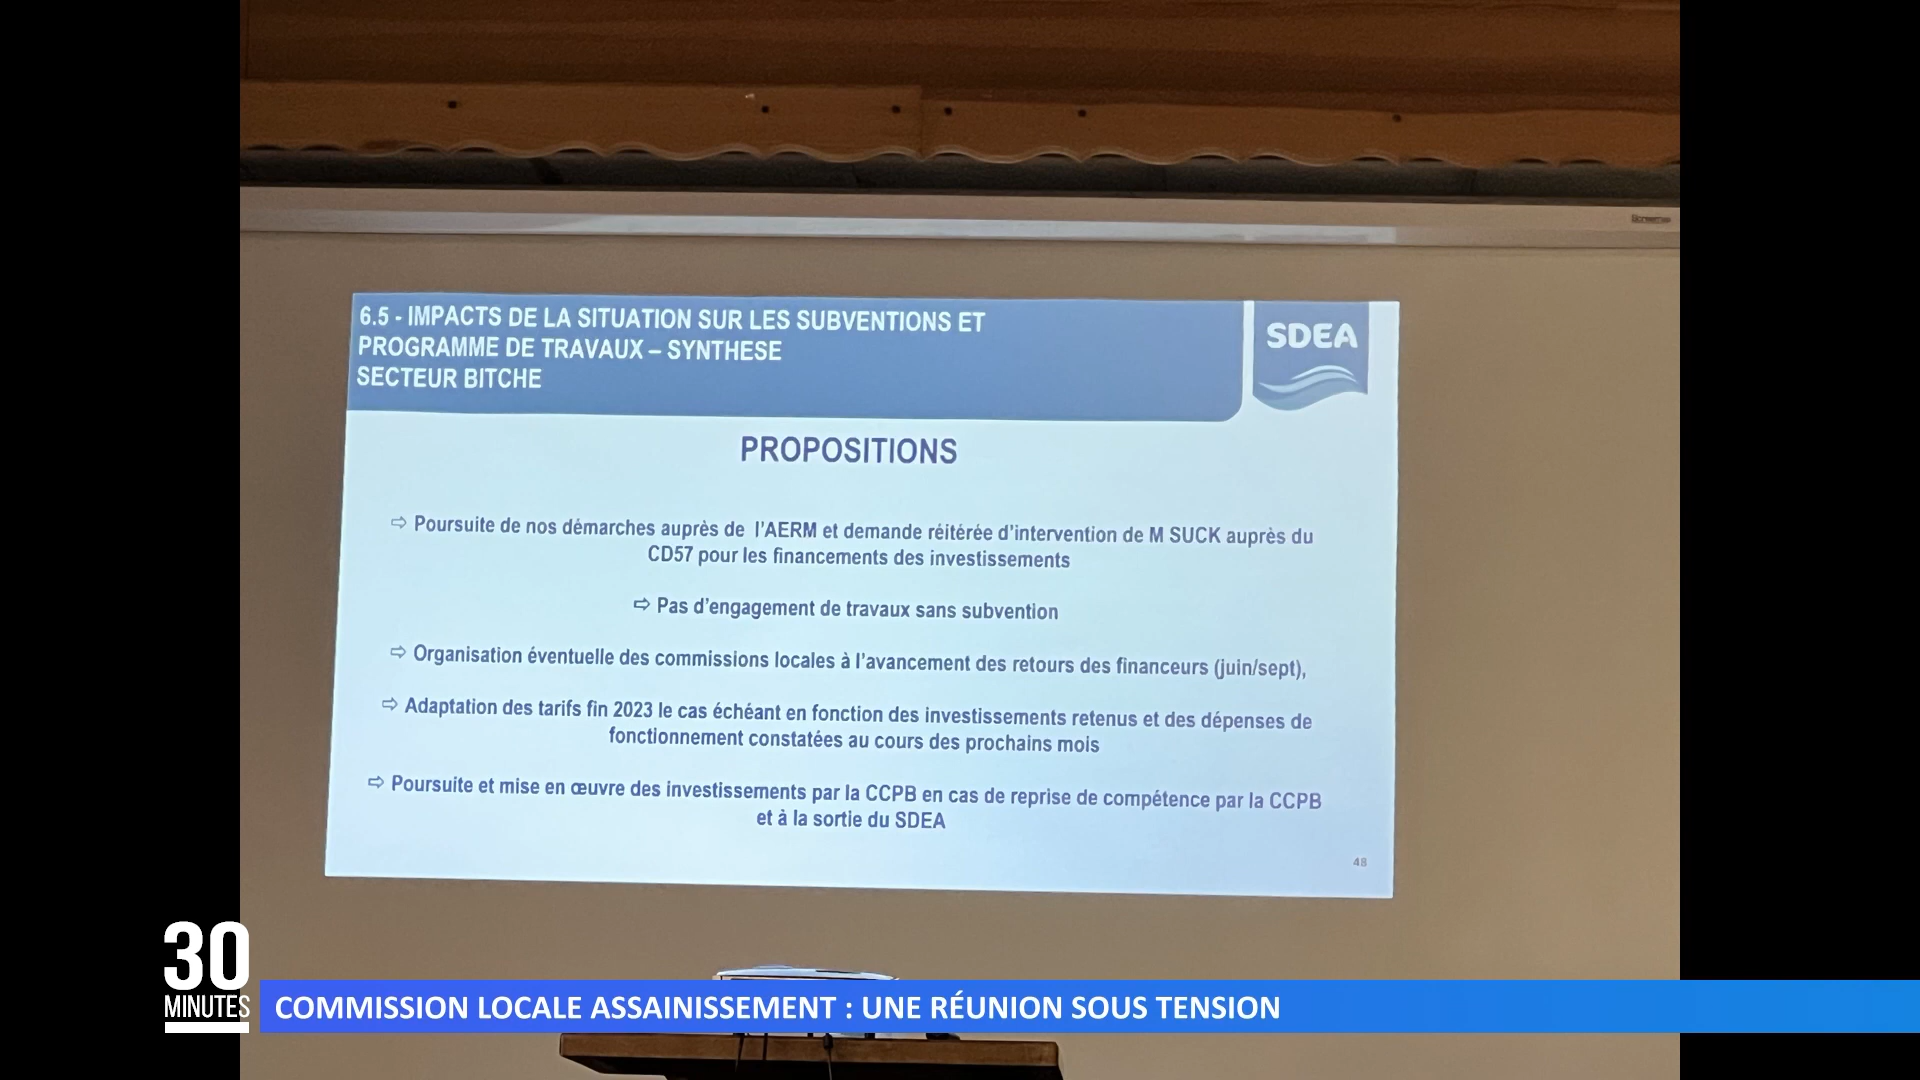 6.5 - IMPACTS DE LA SITUATION SUR LES SUBVENTIONS ET
PROGRAMME DE TRAVAUX – SYNTHESE
SECTEUR BITCHE
SDEA
PROPOSITIONS
⇨ Poursuite de nos démarches auprès de l'AERM et demande réitérée d'intervention de M SUCK auprès du
CD57 pour les financements des investissements
⇨ Pas d'engagement de travaux sans subvention
⇨ Organisation éventuelle des commissions locales à l'avancement des retours des financeurs (juin/sept),
⇨ Adaptation des tarifs fin 2023 le cas échéant en fonction des investissements retenus et des dépenses de
fonctionnement constatées au cours des prochains mois
⇨ Poursuite et mise en œuvre des investissements par la CCPB en cas de reprise de compétence par la CCPB
et à la sortie du SDEA
48
30
MINUTES
COMMISSION LOCALE ASSAINISSEMENT : UNE RÉUNION SOUS TENSION